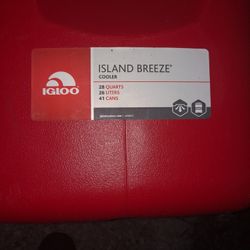 IGLOO
ISLAND BREEZE®
COOLER
28 QUARTS
26 LITERS
41 CANS